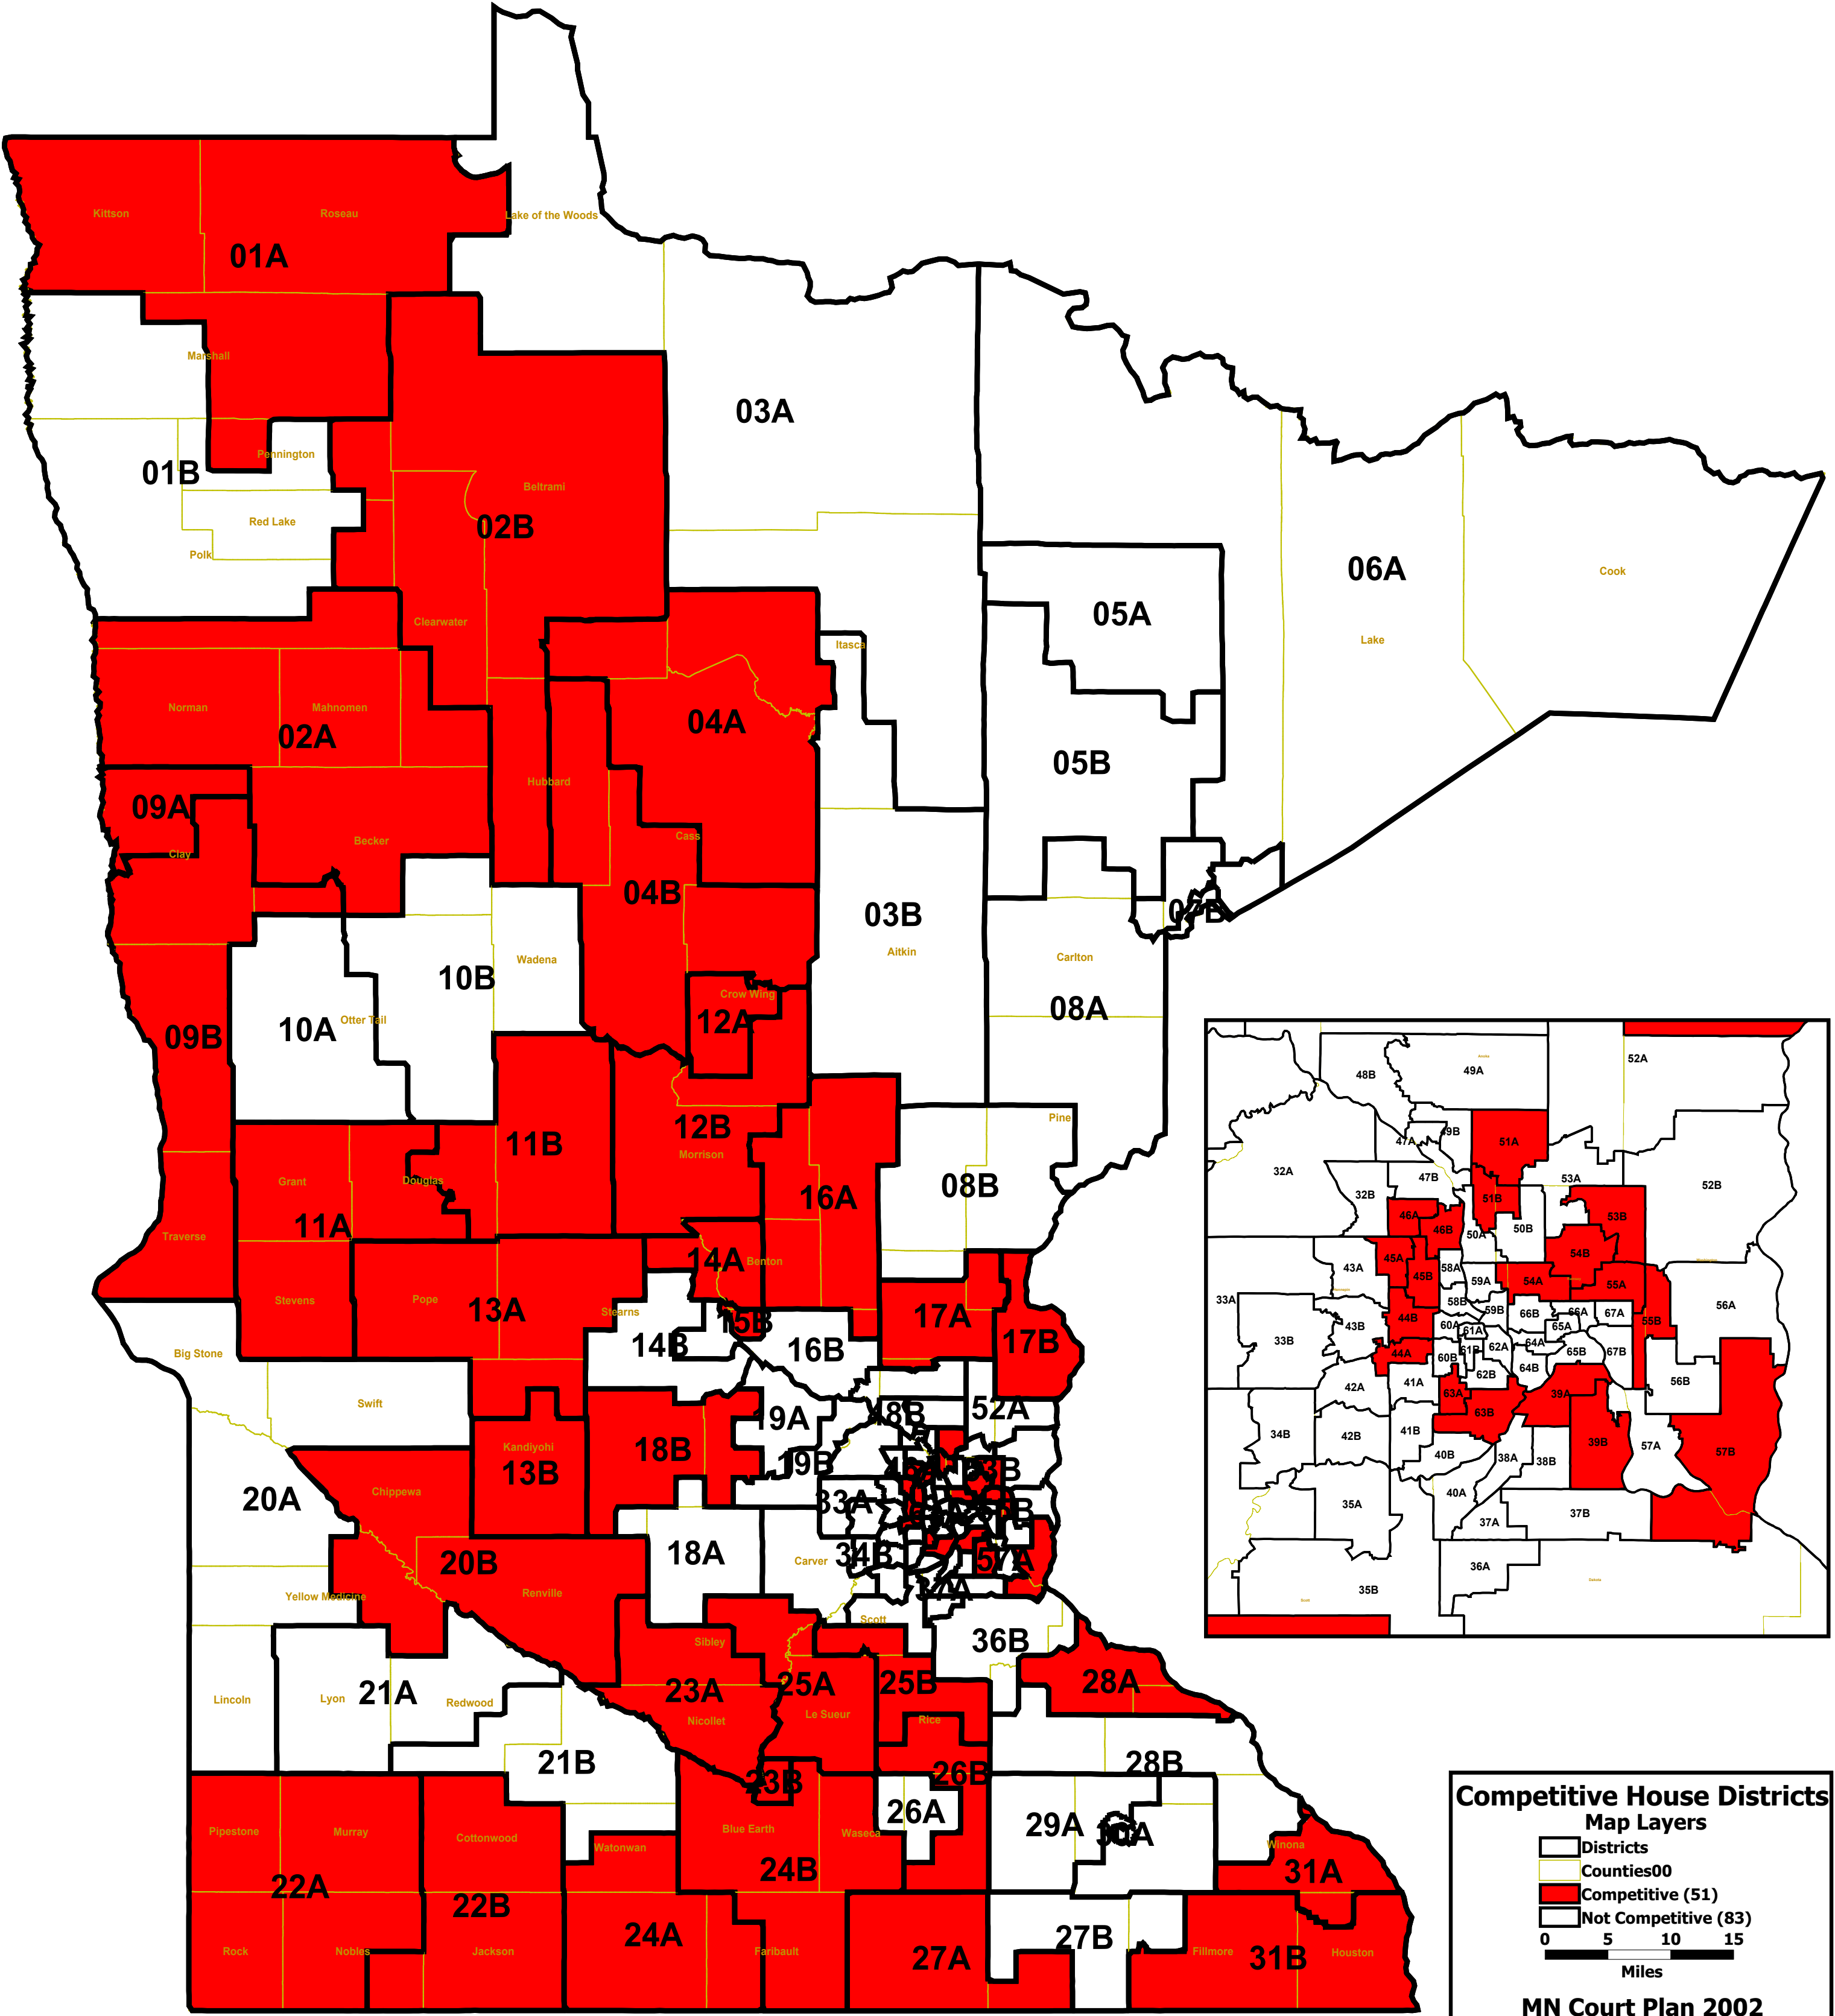 Kittson
Roseau
Lake of the Woods
01A
Marshall
03A
Pennington
01B
Beltrami
Red Lake
02B
Polk
06A
Cook
05A
Clearwater
Itasca
Lake
Norman
Mahnomen
04A
02A
05B
Hubbard
09A
Cass
Becker
Clay
04B
03B
07B
Aitkin
Wadena
Carlton
10B
Crow Wing
08A
12A
Otter Tail
10A
09B
Pine
12B
11B
Morrison
Grant
Douglas
08B
16A
11A
Traverse
14A
Benton
Stevens
Pope
13A
Stearns
17A
15B
17B
14B
16B
Big Stone
Swift
19A
48B
52A
Kandiyohi
18B
13B
19B
53B
Chippewa
20A
33A
18A
34B
Carver
57A
20B
Renville
Yellow Medicine
37A
Scott
36B
Sibley
28A
25A
25B
23A
Lincoln
Lyon
21A
Redwood
Nicollet
Le Sueur
Rice
21B
28B
23B
26B
26A
29A
30A
Pipestone
Murray
Cottonwood
Blue Earth
Waseca
Watonwan
Winona
24B
31A
22A
22B
24A
27B
Rock
Nobles
Jackson
Faribault
27A
Fillmore
31B
Houston
52A
Anoka
49A
48B
49B
47A
51A
32A
53A
47B
52B
32B
51B
46A
53B
46B
50A
50B
54B
45A
43A
58A
45B
59A
54A
55A
33A
58B
59B
56A
44B
66B
66A
67A
55B
43B
60A
61A
65A
33B
64A
44A
60B
61B
62A
65B
67B
64B
62B
41A
42A
56B
63A
39A
63B
41B
34B
42B
39B
57A
57B
40B
38A
38B
40A
35A
37B
37A
36A
Dakota
35B
Scott
Competitive House Districts
Map Layers
Districts
Counties00
Competitive (51)
Not Competitive (83)
0 5 10 15
Miles
MN Court Plan 2002